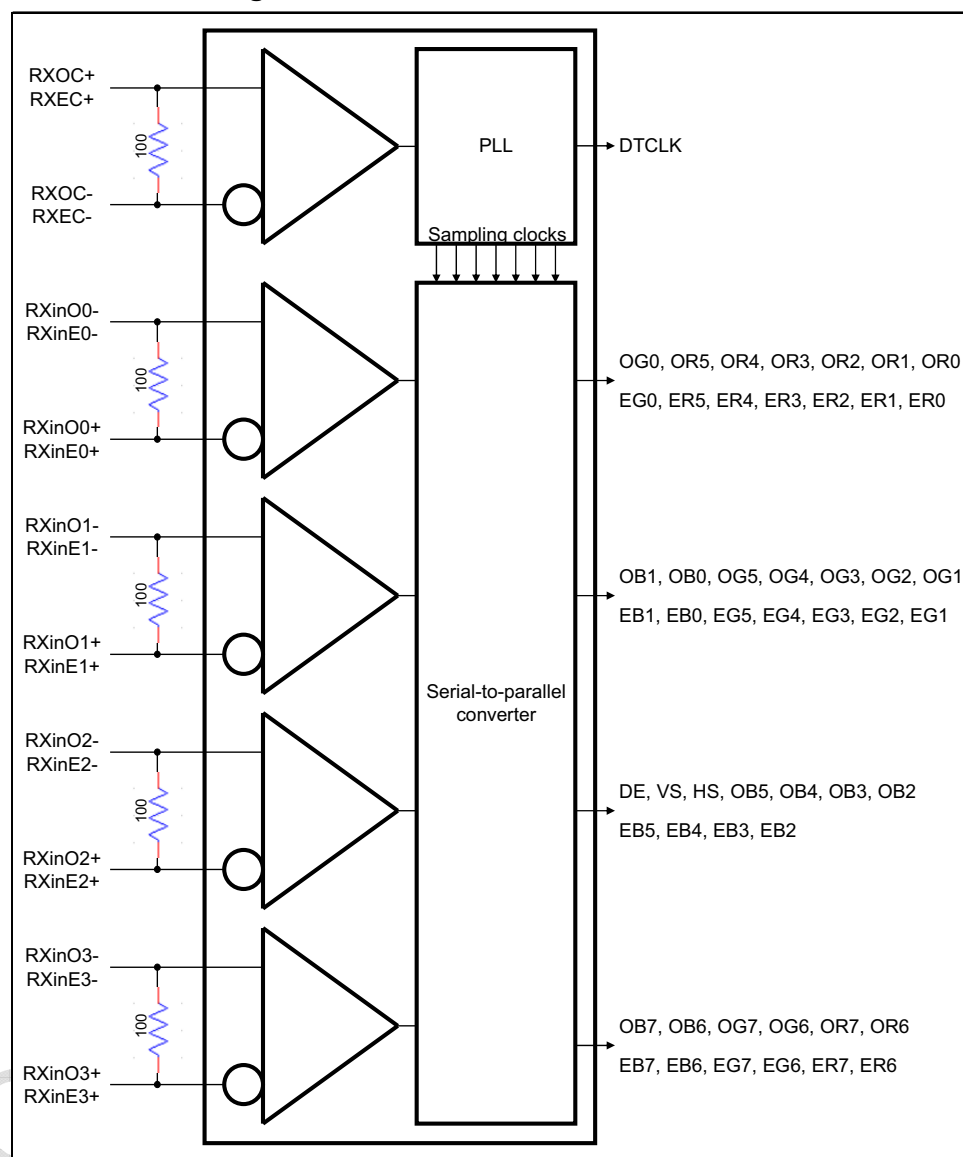 RXOC+
RXEC+
100
RXOC-
RXEC-
PLL
DTCLK
Sampling clocks
RXinO0-
RXinE0-
100
RXinO0+
RXinE0+
OG0, OR5, OR4, OR3, OR2, OR1, OR0
EG0, ER5, ER4, ER3, ER2, ER1, ER0
RXinO1-
RXinE1-
100
RXinO1+
RXinE1+
OB1, OB0, OG5, OG4, OG3, OG2, OG1
EB1, EB0, EG5, EG4, EG3, EG2, EG1
Serial-to-parallel
converter
RXinO2-
RXinE2-
100
RXinO2+
RXinE2+
DE, VS, HS, OB5, OB4, OB3, OB2
EB5, EB4, EB3, EB2
RXinO3-
RXinE3-
100
RXinO3+
RXinE3+
OB7, OB6, OG7, OG6, OR7, OR6
EB7, EB6, EG7, EG6, ER7, ER6